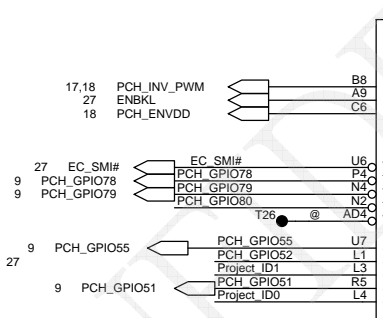 17,18 PCH_INV_PWM B8
27 ENBKL A9
18 PCH_ENVDD C6
27 EC_SMI# EC_SMI# U6
9 PCH_GPIO78 PCH_GPIO78 P4
9 PCH_GPIO79 PCH_GPIO79 N4
PCH_GPIO80 N2
T26 @ AD4
9 PCH_GPIO55 PCH_GPIO55 U7
27 PCH_GPIO52 L1
Project_ID1 L3
9 PCH_GPIO51 PCH_GPIO51 R5
Project_ID0 L4